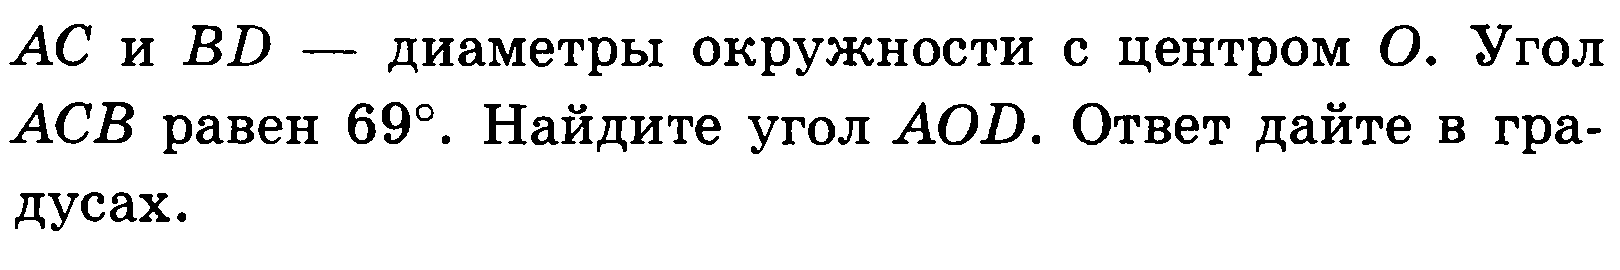 AC и BD — диаметры окружности с центром O. Угол
ACB равен 69°. Найдите угол AOD. Ответ дайте в гра-
дусах.